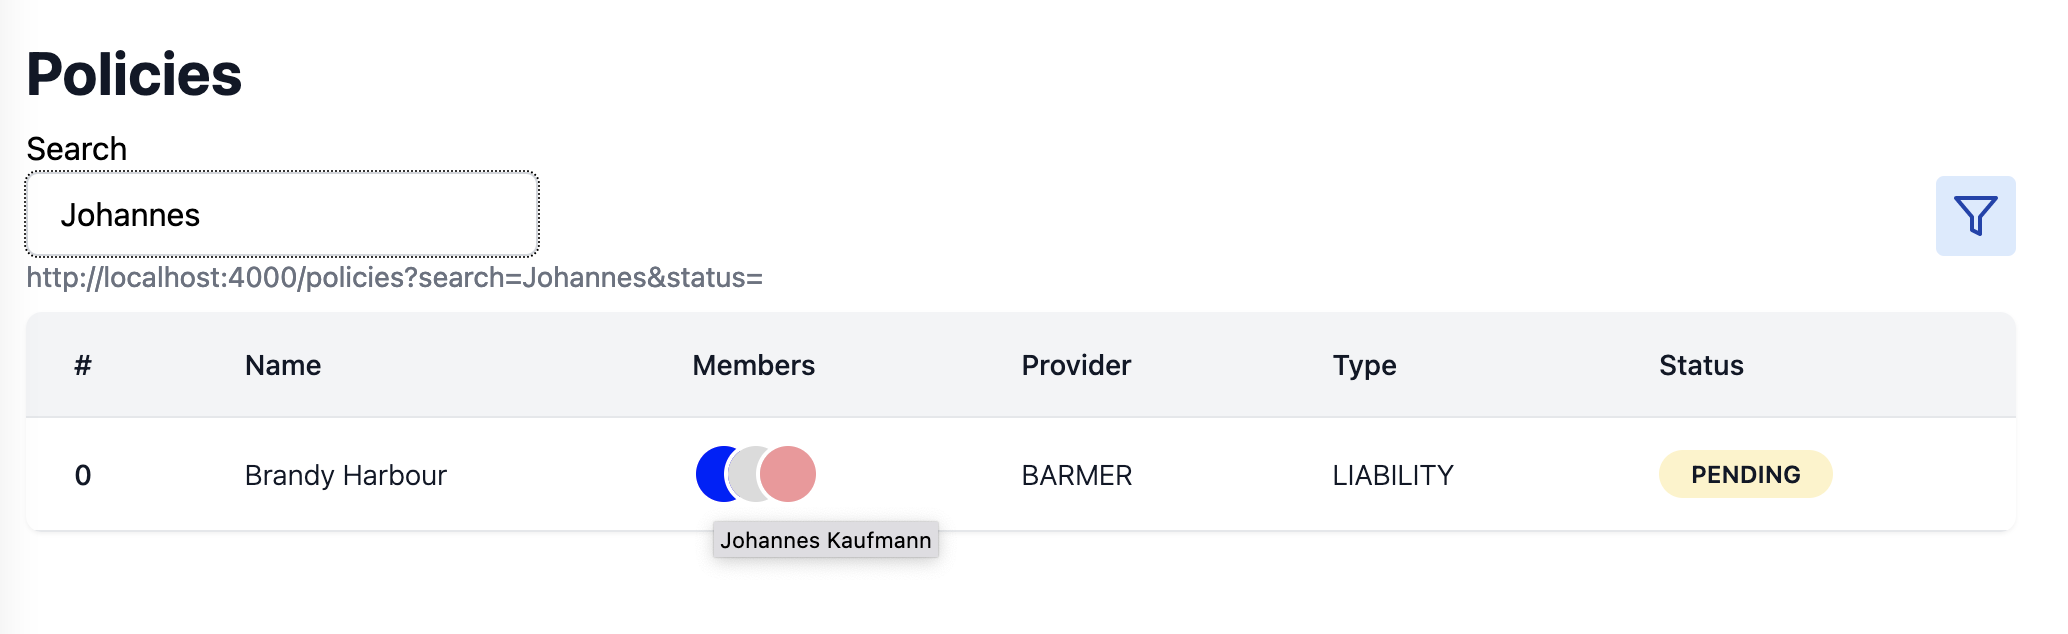 Policies
Search
Johannes
http://localhost:4000/policies?search=Johannes&status=
# Name Members Provider Type Status
0 Brandy Harbour BARMER LIABILITY PENDING
Johannes Kaufmann